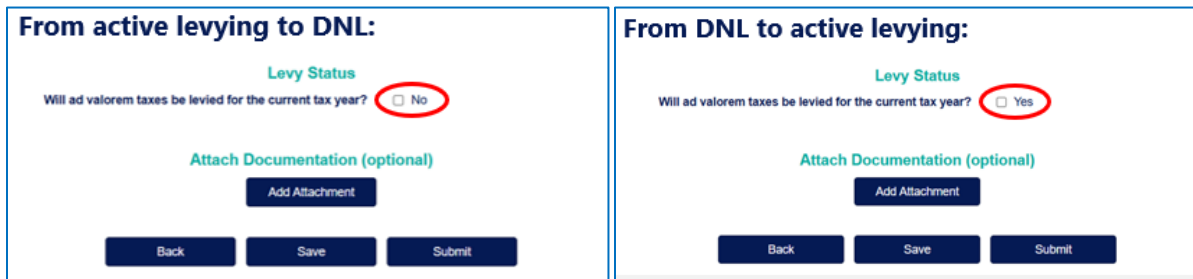 From active levying to DNL:
Levy Status
Will ad valorem taxes be levied for the current tax year? No
Attach Documentation (optional)
Add Attachment
Back Save Submit
From DNL to active levying:
Levy Status
Will ad valorem taxes be levied for the current tax year? Yes
Attach Documentation (optional)
Add Attachment
Back Save Submit